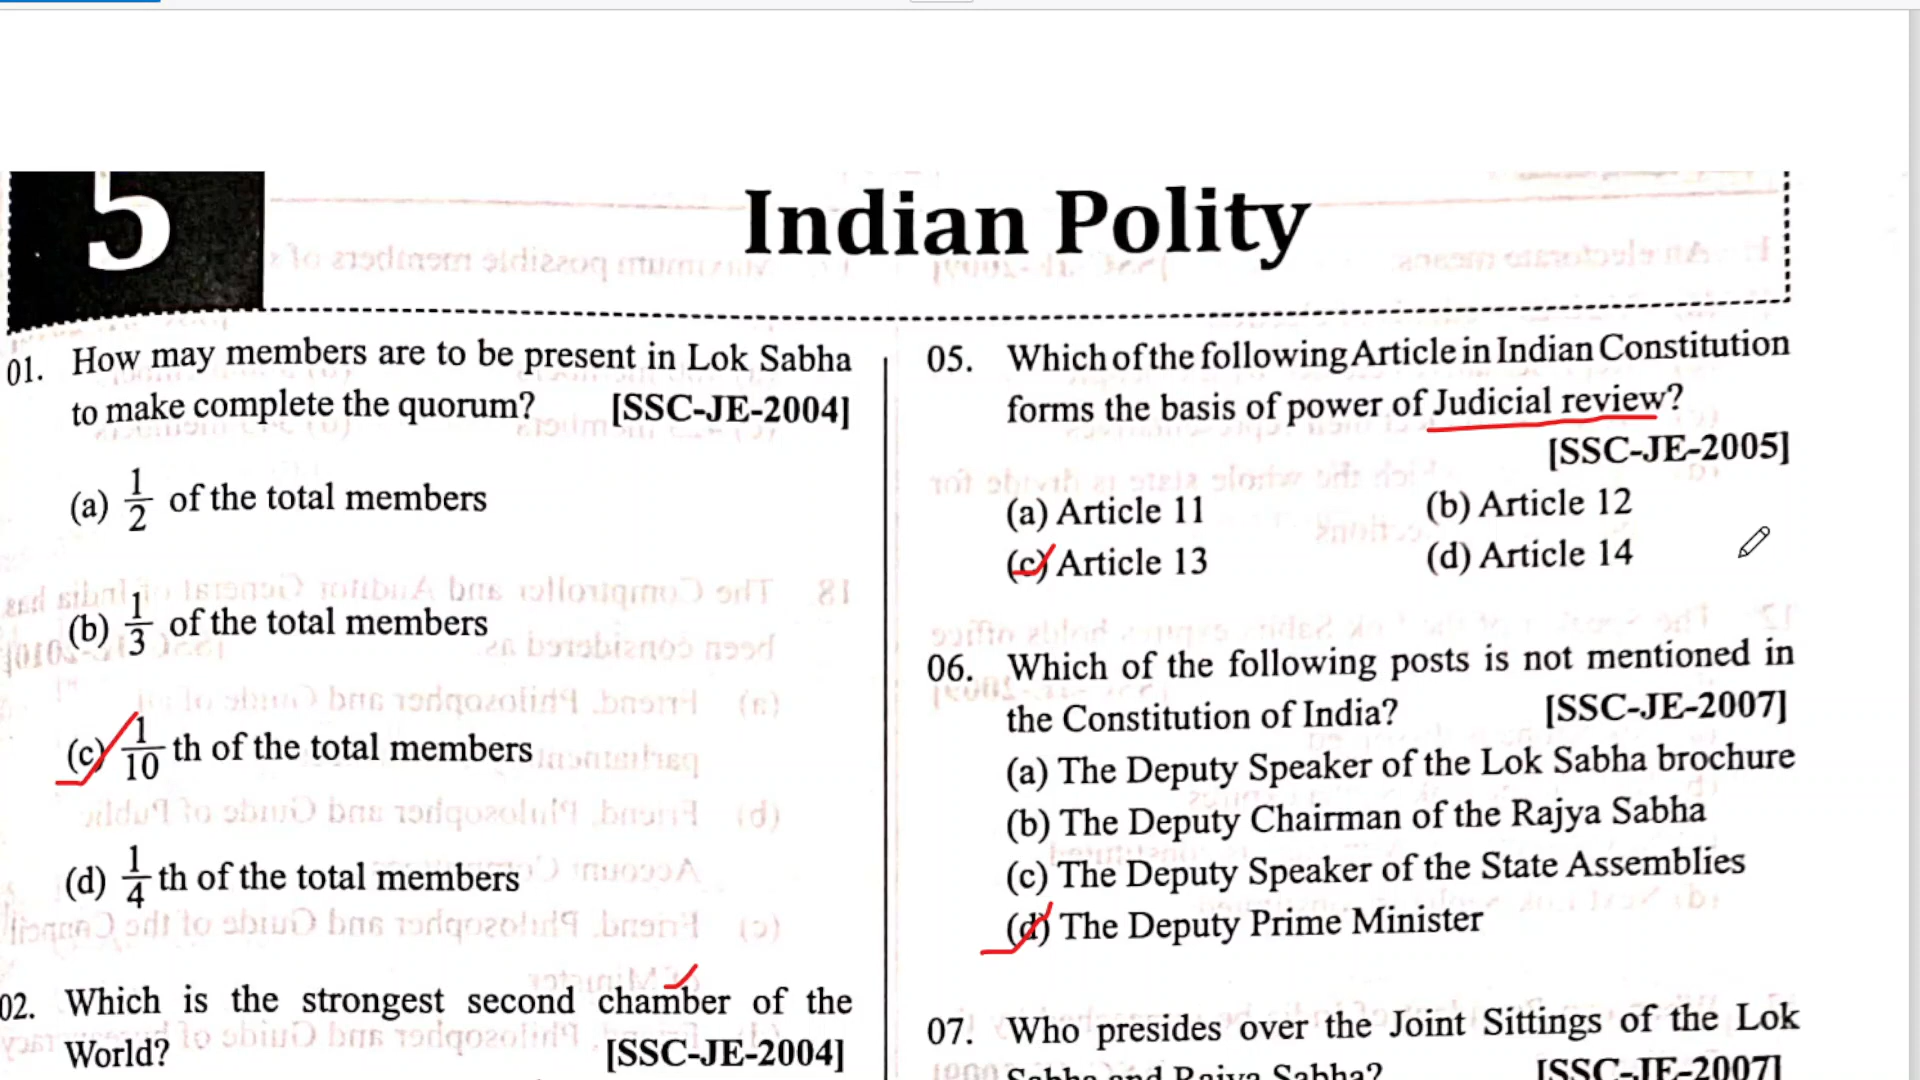 5
Indian Polity
01. How may members are to be present in Lok Sabha
to make complete the quorum? [SSC-JE-2004]
(a) 1/2 of the total members
(b) 1/3 of the total members
(c) 1/10 th of the total members
(d) 1/4 th of the total members
02. Which is the strongest second chamber of the
World? [SSC-JE-2004]
05. Which of the following Article in Indian Constitution
forms the basis of power of Judicial review?
[SSC-JE-2005]
(a) Article 11 (b) Article 12
(c) Article 13 (d) Article 14
06. Which of the following posts is not mentioned in
the Constitution of India? [SSC-JE-2007]
(a) The Deputy Speaker of the Lok Sabha brochure
(b) The Deputy Chairman of the Rajya Sabha
(c) The Deputy Speaker of the State Assemblies
(d) The Deputy Prime Minister
07. Who presides over the Joint Sittings of the Lok
Sabha and Rajya Sabha? [SSC-JE-2007]